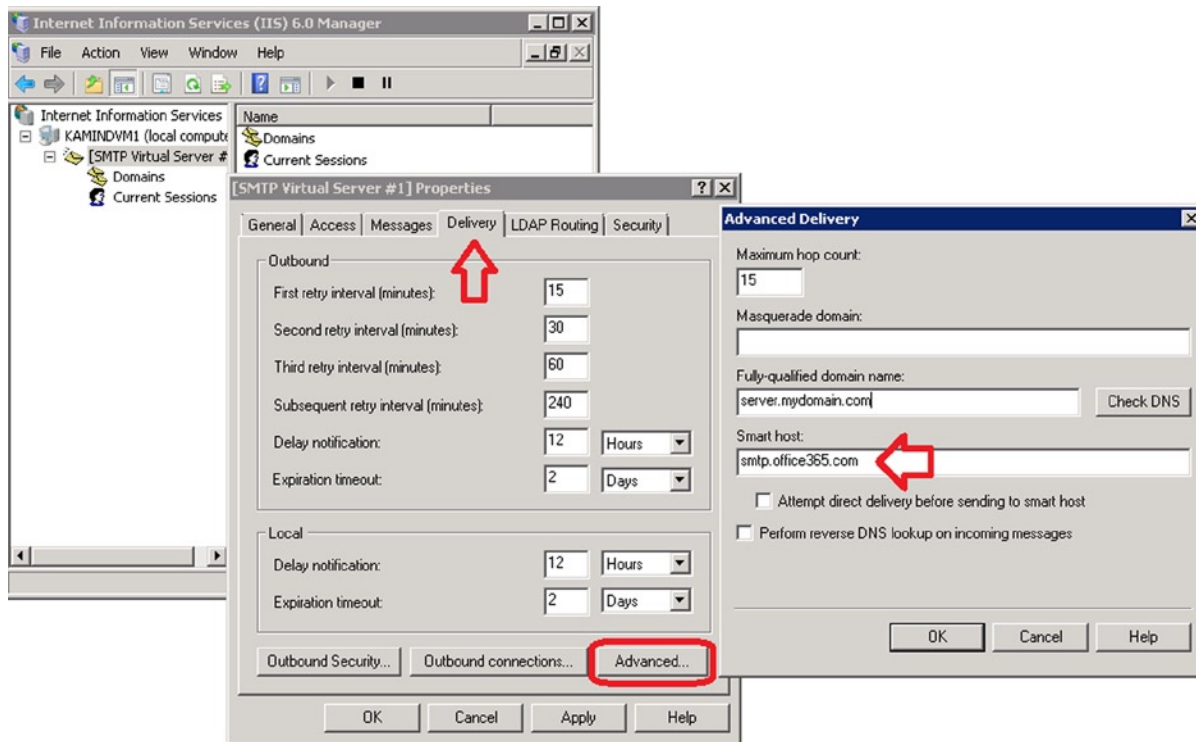 Internet Information Services (IIS) 6.0 Manager
File Action View Window Help
Internet Information Services
KAMINDVM1 (local compute
[SMTP Virtual Server #
Domains
Current Sessions
Name
Domains
Current Sessions
[SMTP Virtual Server #1] Properties
General Access Messages Delivery LDAP Routing Security
Outbound
First retry interval (minutes): 15
Second retry interval (minutes): 30
Third retry interval (minutes): 60
Subsequent retry interval (minutes): 240
Delay notification: 12 Hours
Expiration timeout: 2 Days
Local
Delay notification: 12 Hours
Expiration timeout: 2 Days
Outbound Security... Outbound connections... Advanced...
OK Cancel Apply Help
Advanced Delivery
Maximum hop count:
15
Masquerade domain:
Fully-qualified domain name:
server.mydomain.com Check DNS
Smart host:
smtp.office365.com
Attempt direct delivery before sending to smart host
Perform reverse DNS lookup on incoming messages
OK Cancel Help